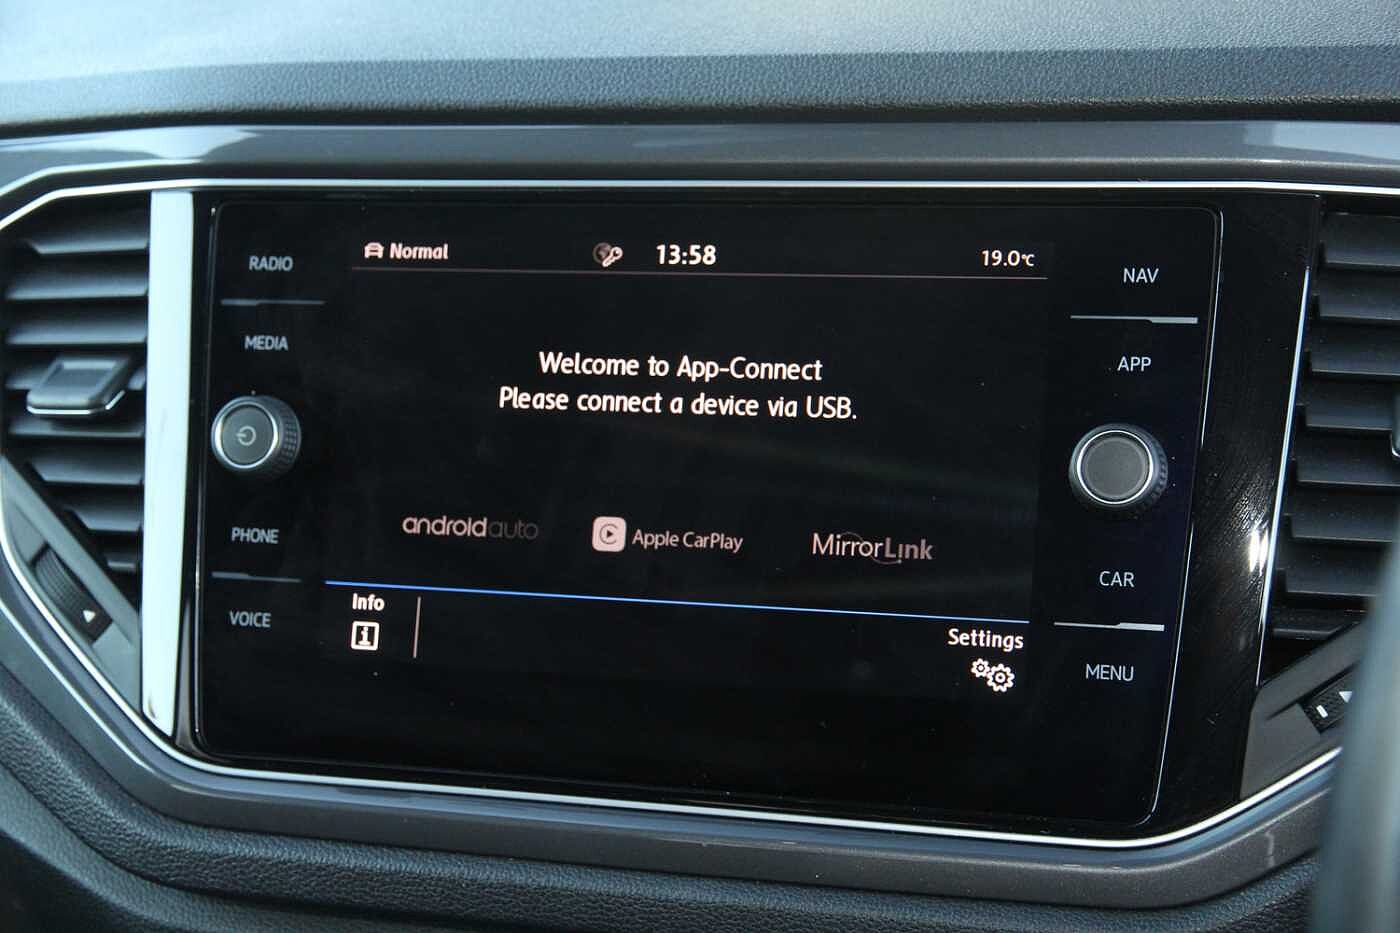 RADIO
MEDIA
PHONE
VOICE
Normal
13:58
19.0°C
Welcome to App-Connect
Please connect a device via USB.
androidauto
Apple CarPlay
MirrorLink
Info
i
Settings
NAV
APP
CAR
MENU